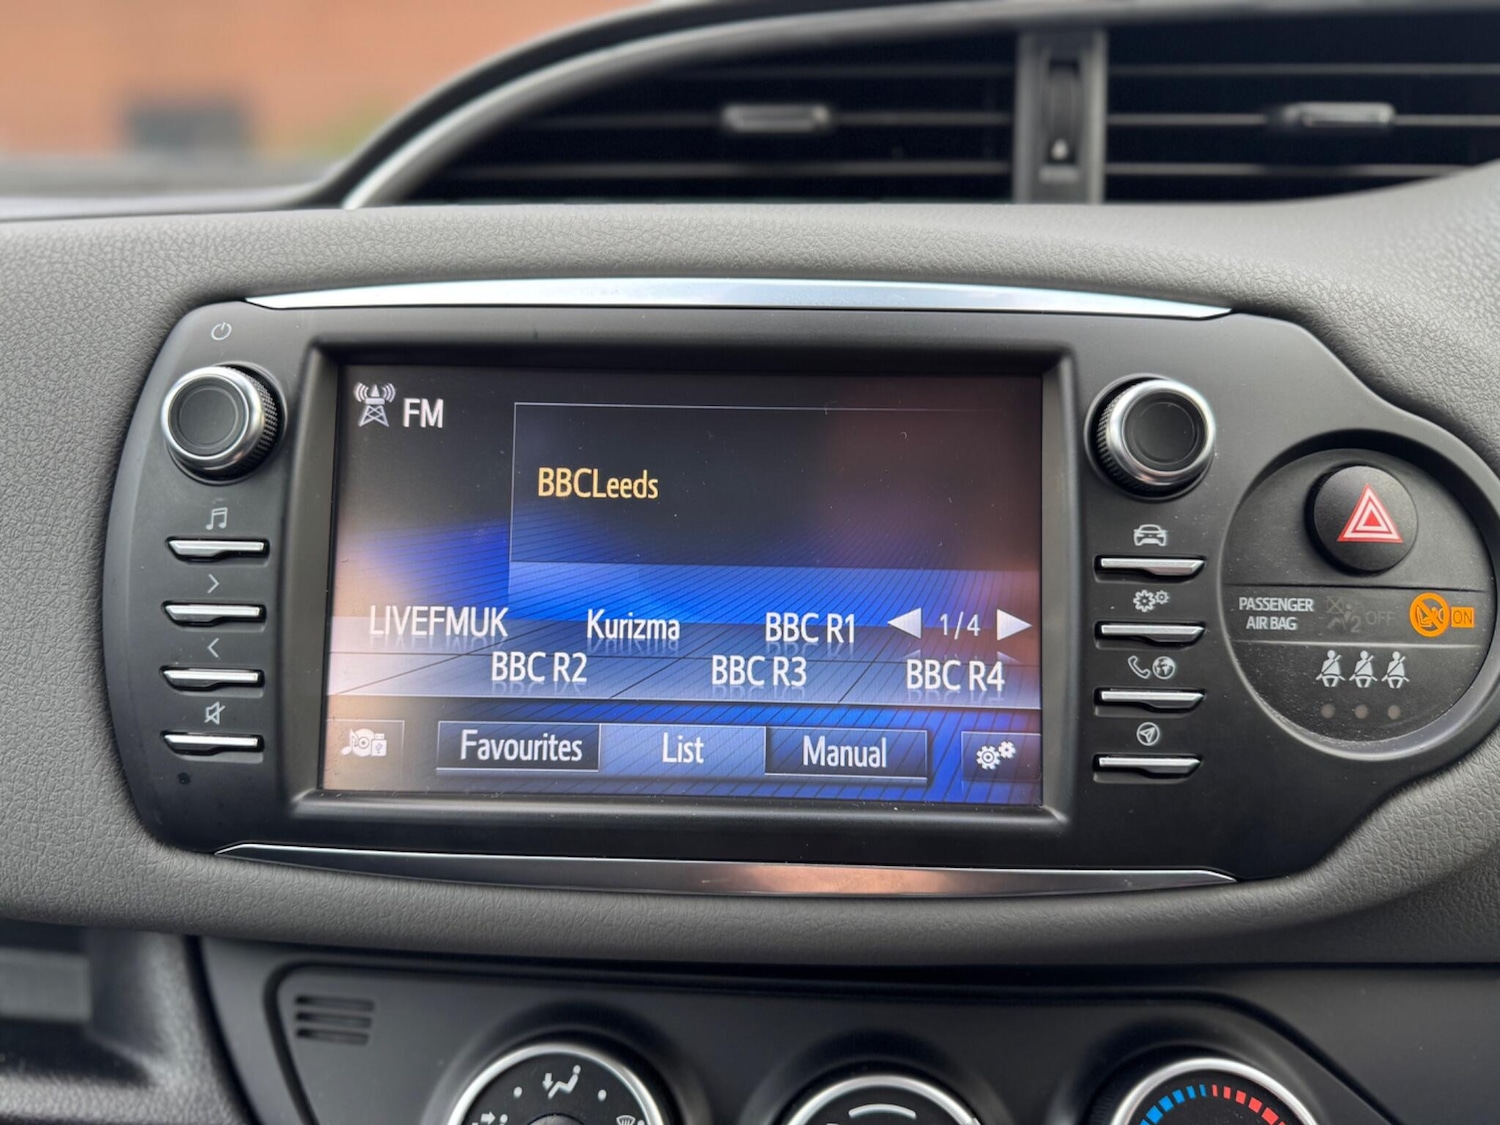 FM
BBCLeeds
LIVEFMUK Kurizma BBC R1 1/4
BBC R2 BBC R3 BBC R4
Favourites List Manual
PASSENGER
AIR BAG
2 OFF
ON